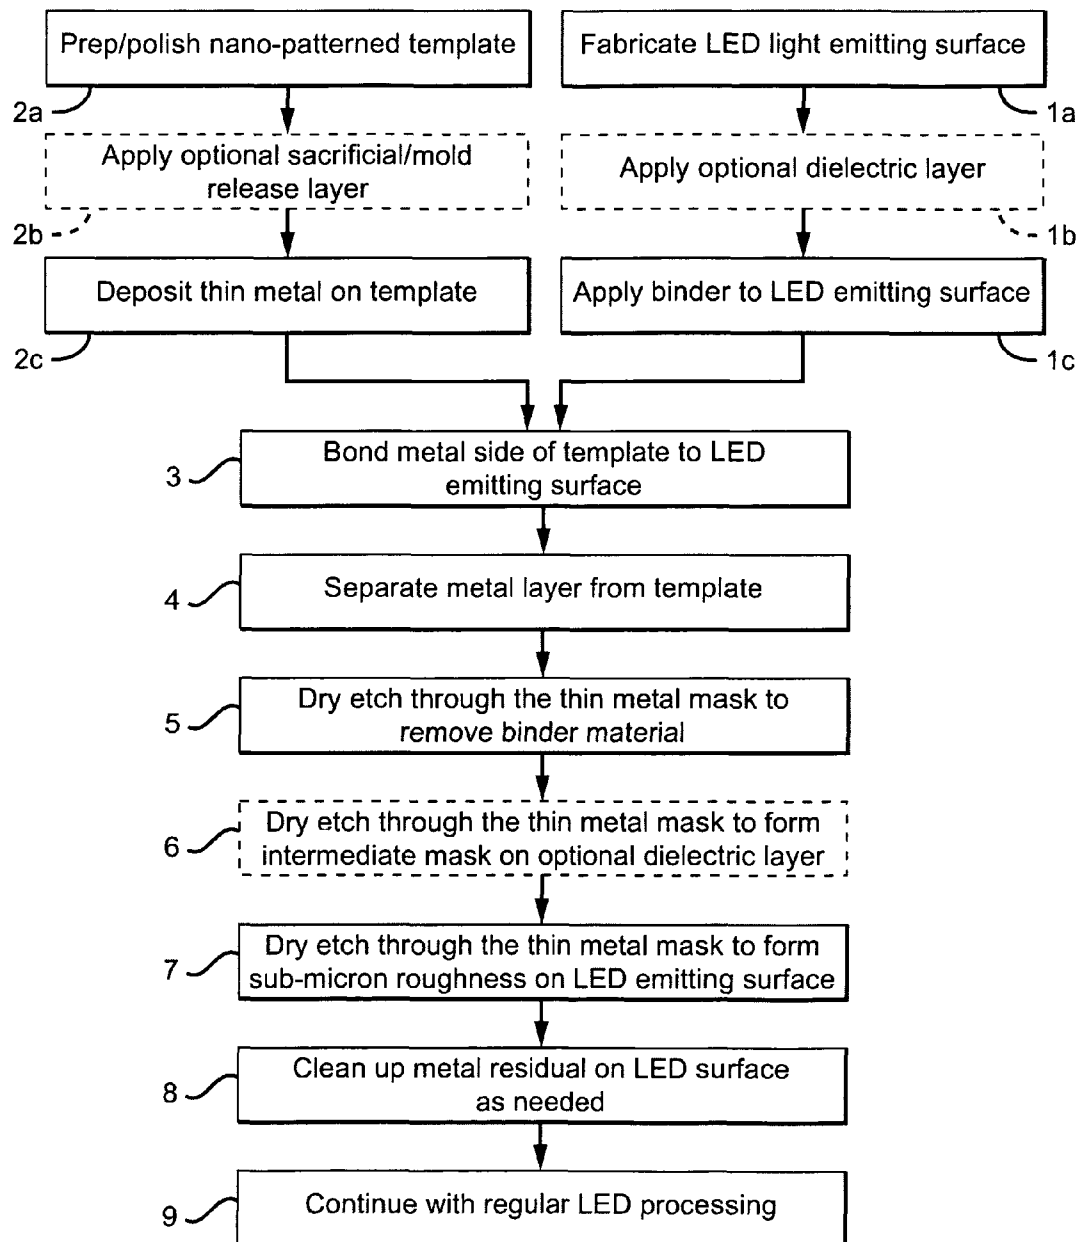 Prep/polish nano-patterned template
Fabricate LED light emitting surface
2a
1a
Apply optional sacrificial/mold
release layer
Apply optional dielectric layer
2b
1b
Deposit thin metal on template
Apply binder to LED emitting surface
2c
1c
Bond metal side of template to LED
emitting surface
3
Separate metal layer from template
4
Dry etch through the thin metal mask to
remove binder material
5
Dry etch through the thin metal mask to form
intermediate mask on optional dielectric layer
6
Dry etch through the thin metal mask to form
sub-micron roughness on LED emitting surface
7
Clean up metal residual on LED surface
as needed
8
Continue with regular LED processing
9